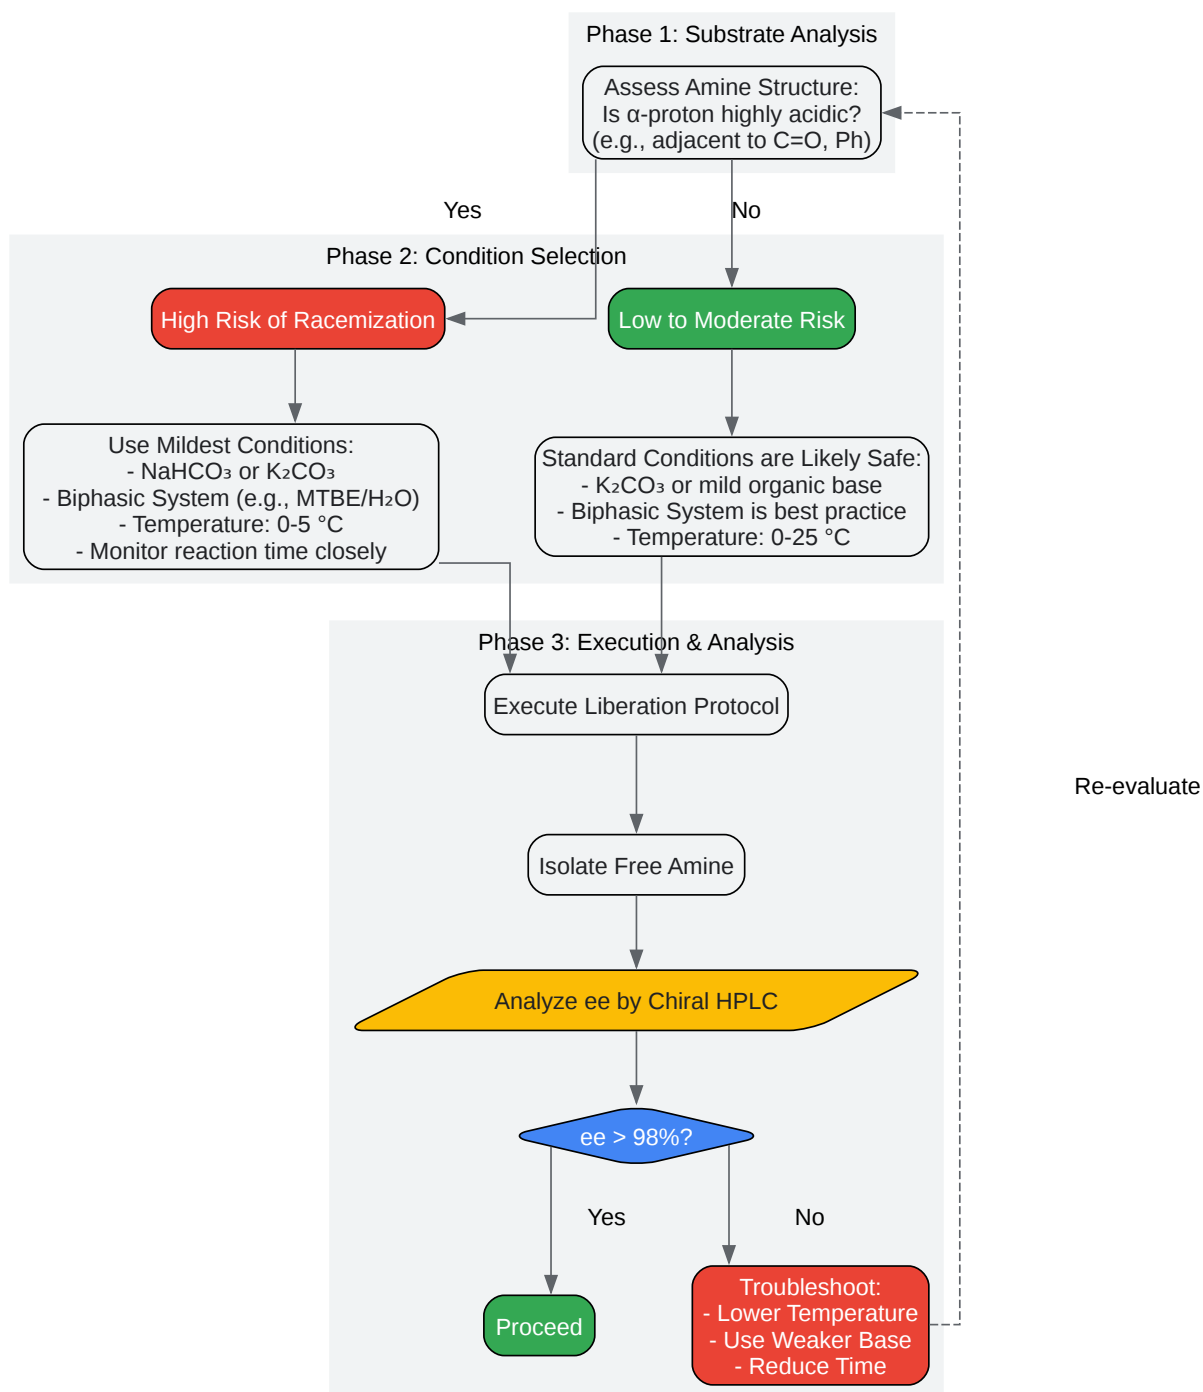 Phase 1: Substrate Analysis
Assess Amine Structure:
Is α-proton highly acidic?
(e.g., adjacent to C=O, Ph)
Yes
No
Phase 2: Condition Selection
High Risk of Racemization
Low to Moderate Risk
Use Mildest Conditions:
- NaHCO₃ or K₂CO₃
- Biphasic System (e.g., MTBE/H₂O)
- Temperature: 0-5 °C
- Monitor reaction time closely
Standard Conditions are Likely Safe:
- K₂CO₃ or mild organic base
- Biphasic System is best practice
- Temperature: 0-25 °C
Phase 3: Execution & Analysis
Execute Liberation Protocol
Re-evaluate
Isolate Free Amine
Analyze ee by Chiral HPLC
ee > 98%?
Yes
No
Proceed
Troubleshoot:
- Lower Temperature
- Use Weaker Base
- Reduce Time